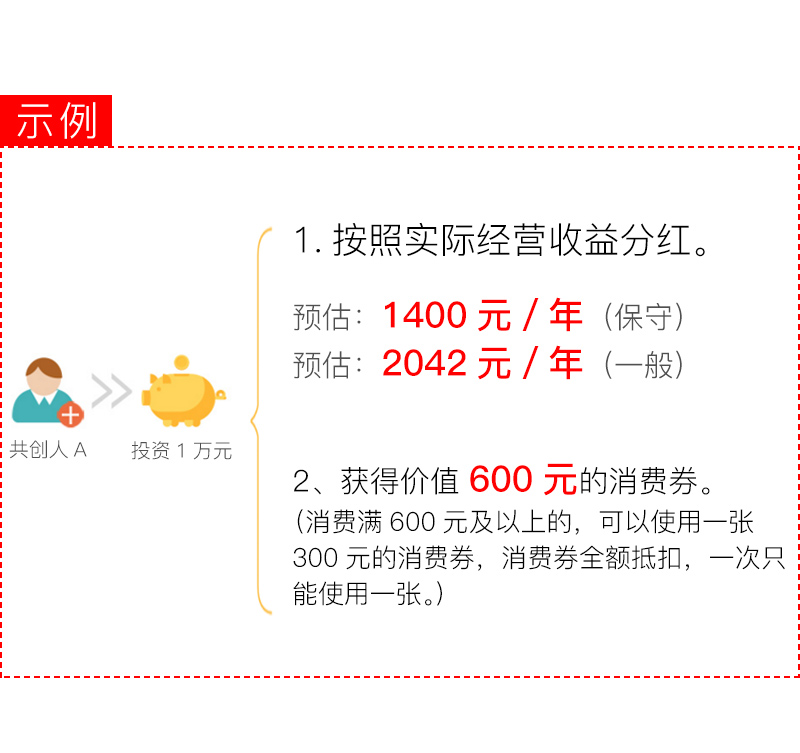 示例
1. 按照实际经营收益分红。
预估：1400 元 / 年（保守）
预估：2042 元 / 年（一般）
共创人 A
投资 1 万元
2、获得价值 600 元的消费券。
（消费满 600 元及以上的，可以使用一张
300 元的消费券，消费券全额抵扣，一次只
能使用一张。）